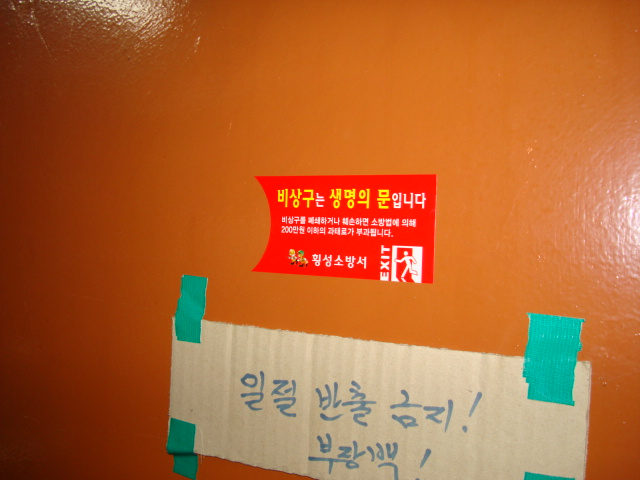 비상구는 생명의 문입니다
비상구를 폐쇄하거나 훼손하면 소방법에 의해
200만원 이하의 과태료가 부과됩니다.
횡성소방서
EXIT
일절 반출 금지!
부랑백!